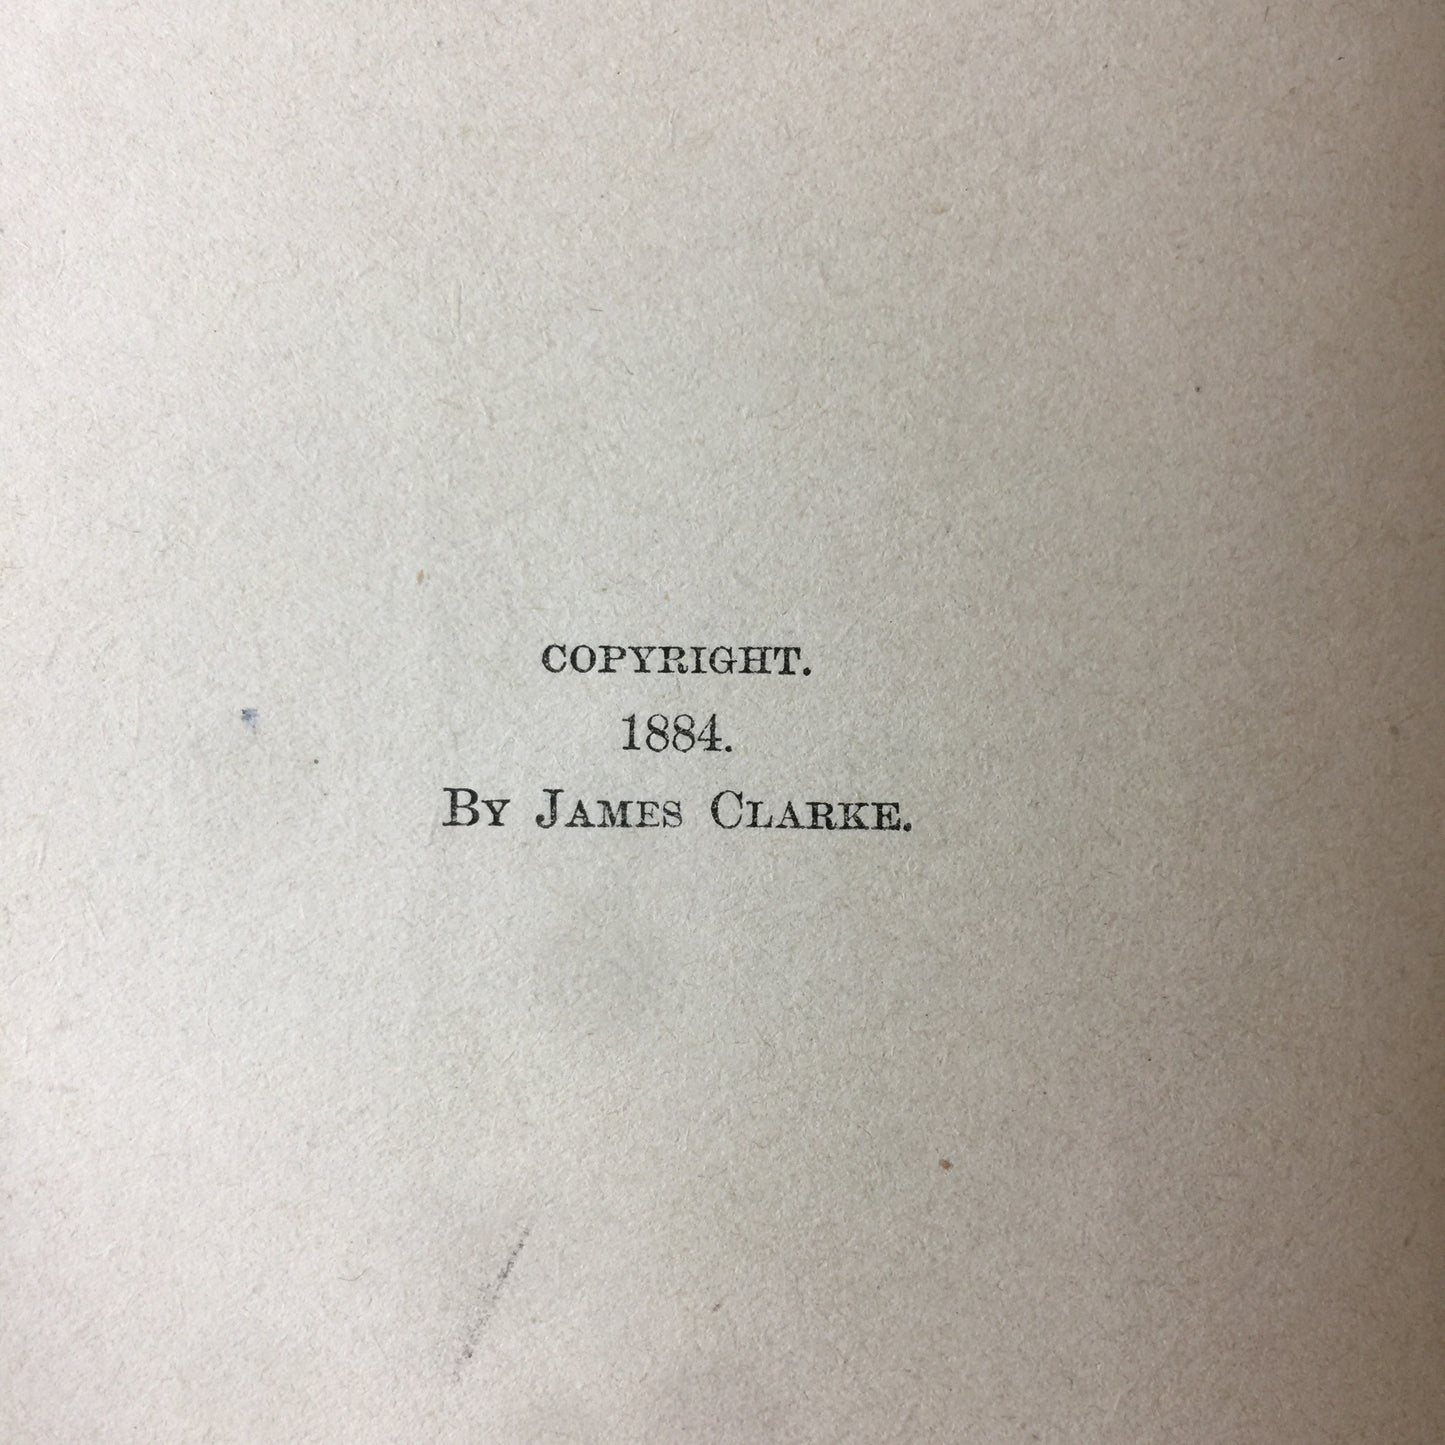 COPYRIGHT.
1884.
By James Clarke.